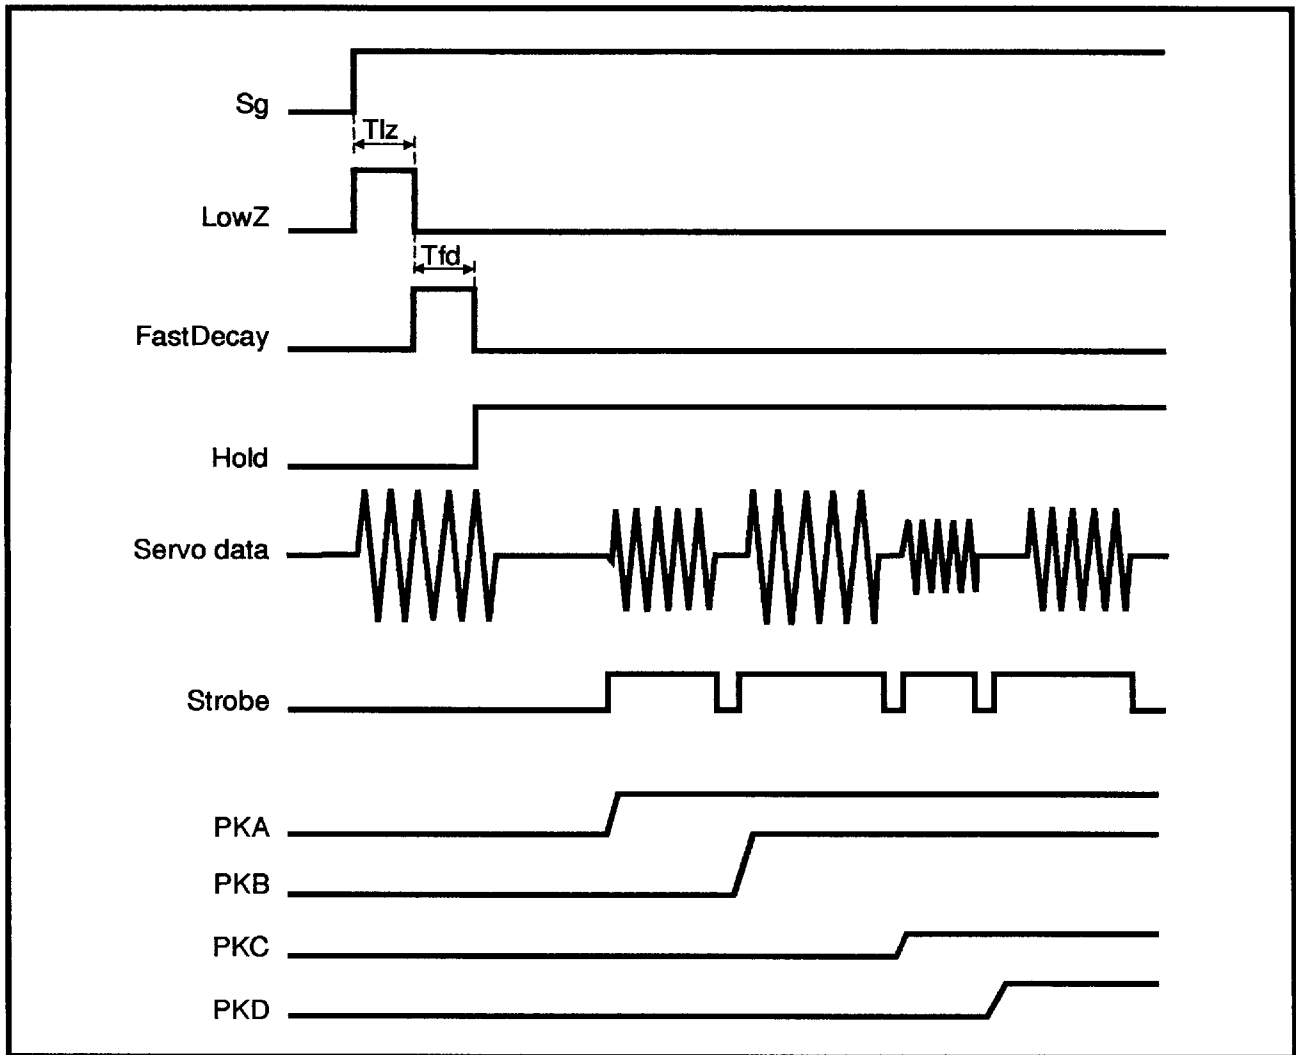 Sg
Tlz
LowZ
Tfd
FastDecay
Hold
Servo data
Strobe
PKA
PKB
PKC
PKD